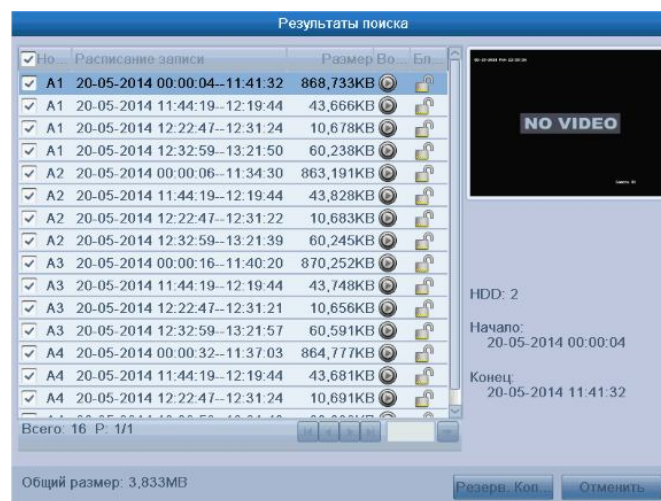 Результаты поиска
Но... Расписание записи Размер Во... Бл...
A1 20-05-2014 00:00:04--11:41:32 868,733KB
A1 20-05-2014 11:44:19--12:19:44 43,666KB
A1 20-05-2014 12:22:47--12:31:24 10,678KB
A1 20-05-2014 12:32:59--13:21:50 60,238KB
A2 20-05-2014 00:00:06--11:34:30 863,191KB
A2 20-05-2014 11:44:19--12:19:44 43,828KB
A2 20-05-2014 12:22:47--12:31:22 10,683KB
A2 20-05-2014 12:32:59--13:21:39 60,245KB
A3 20-05-2014 00:00:16--11:40:20 870,252KB
A3 20-05-2014 11:44:19--12:19:44 43,748KB
A3 20-05-2014 12:22:47--12:31:21 10,656KB
A3 20-05-2014 12:32:59--13:21:57 60,591KB
A4 20-05-2014 00:00:32--11:37:03 864,777KB
A4 20-05-2014 11:44:19--12:19:44 43,681KB
A4 20-05-2014 12:22:47--12:31:24 10,691KB
Всего: 16 P: 1/1
NO VIDEO
HDD: 2
Начало:
20-05-2014 00:00:04
Конец:
20-05-2014 11:41:32
Общий размер: 3,833MB
Резерв. Коп...
Отменить